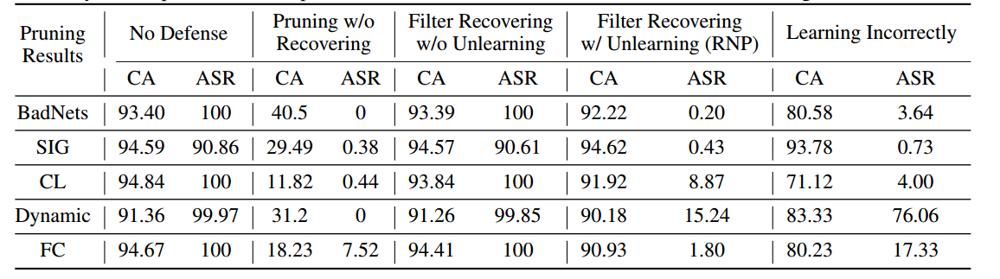 Pruning Results | No Defense | Pruning w/o Recovering | Filter Recovering w/o Unlearning | Filter Recovering w/ Unlearning (RNP) | Learning Incorrectly
CA ASR CA ASR CA ASR CA ASR CA ASR
BadNets 93.40 100 40.5 0 93.39 100 92.22 0.20 80.58 3.64
SIG 94.59 90.86 29.49 0.38 94.57 90.61 94.62 0.43 93.78 0.73
CL 94.84 100 11.82 0.44 93.84 100 91.92 8.87 71.12 4.00
Dynamic 91.36 99.97 31.2 0 91.26 99.85 90.18 15.24 83.33 76.06
FC 94.67 100 18.23 7.52 94.41 100 90.93 1.80 80.23 17.33